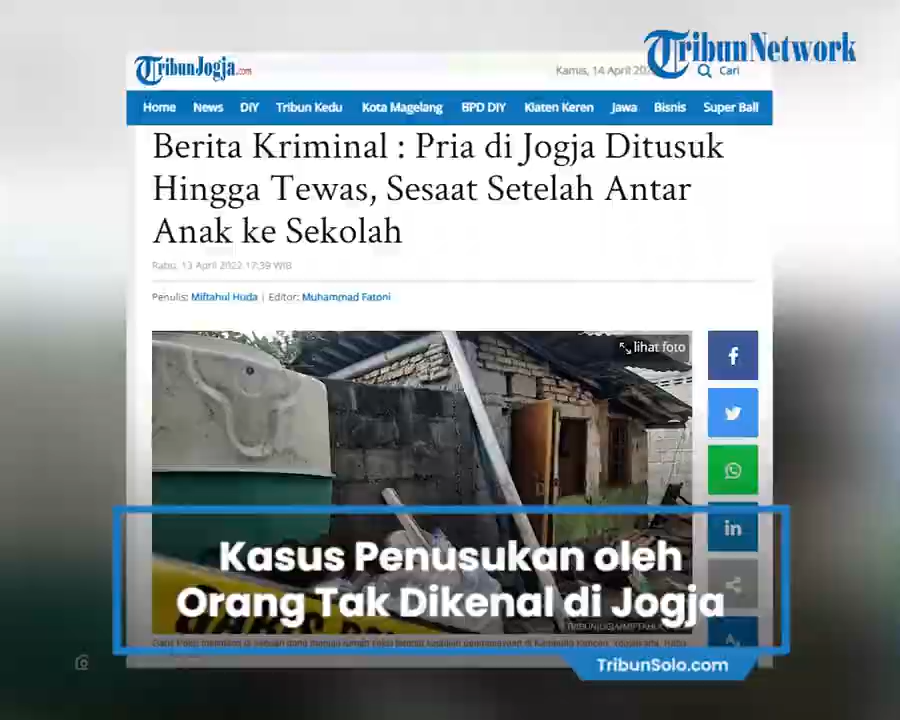 TribunNetwork
TribunJogja.com
Kamis, 14 April 202
Cari
Home News DIY Tribun Kedu Kota Magelang BPD DIY Klaten Keren Jawa Bisnis Super Ball
Berita Kriminal : Pria di Jogja Ditusuk
Hingga Tewas, Sesaat Setelah Antar
Anak ke Sekolah
Rabu, 13 April 2022 17:39 WIB
Penulis: Miftahul Huda | Editor: Muhammad Fatoni
lihat foto
Kasus Penusukan oleh
Orang Tak Dikenal di Jogja
TribunSolo.com